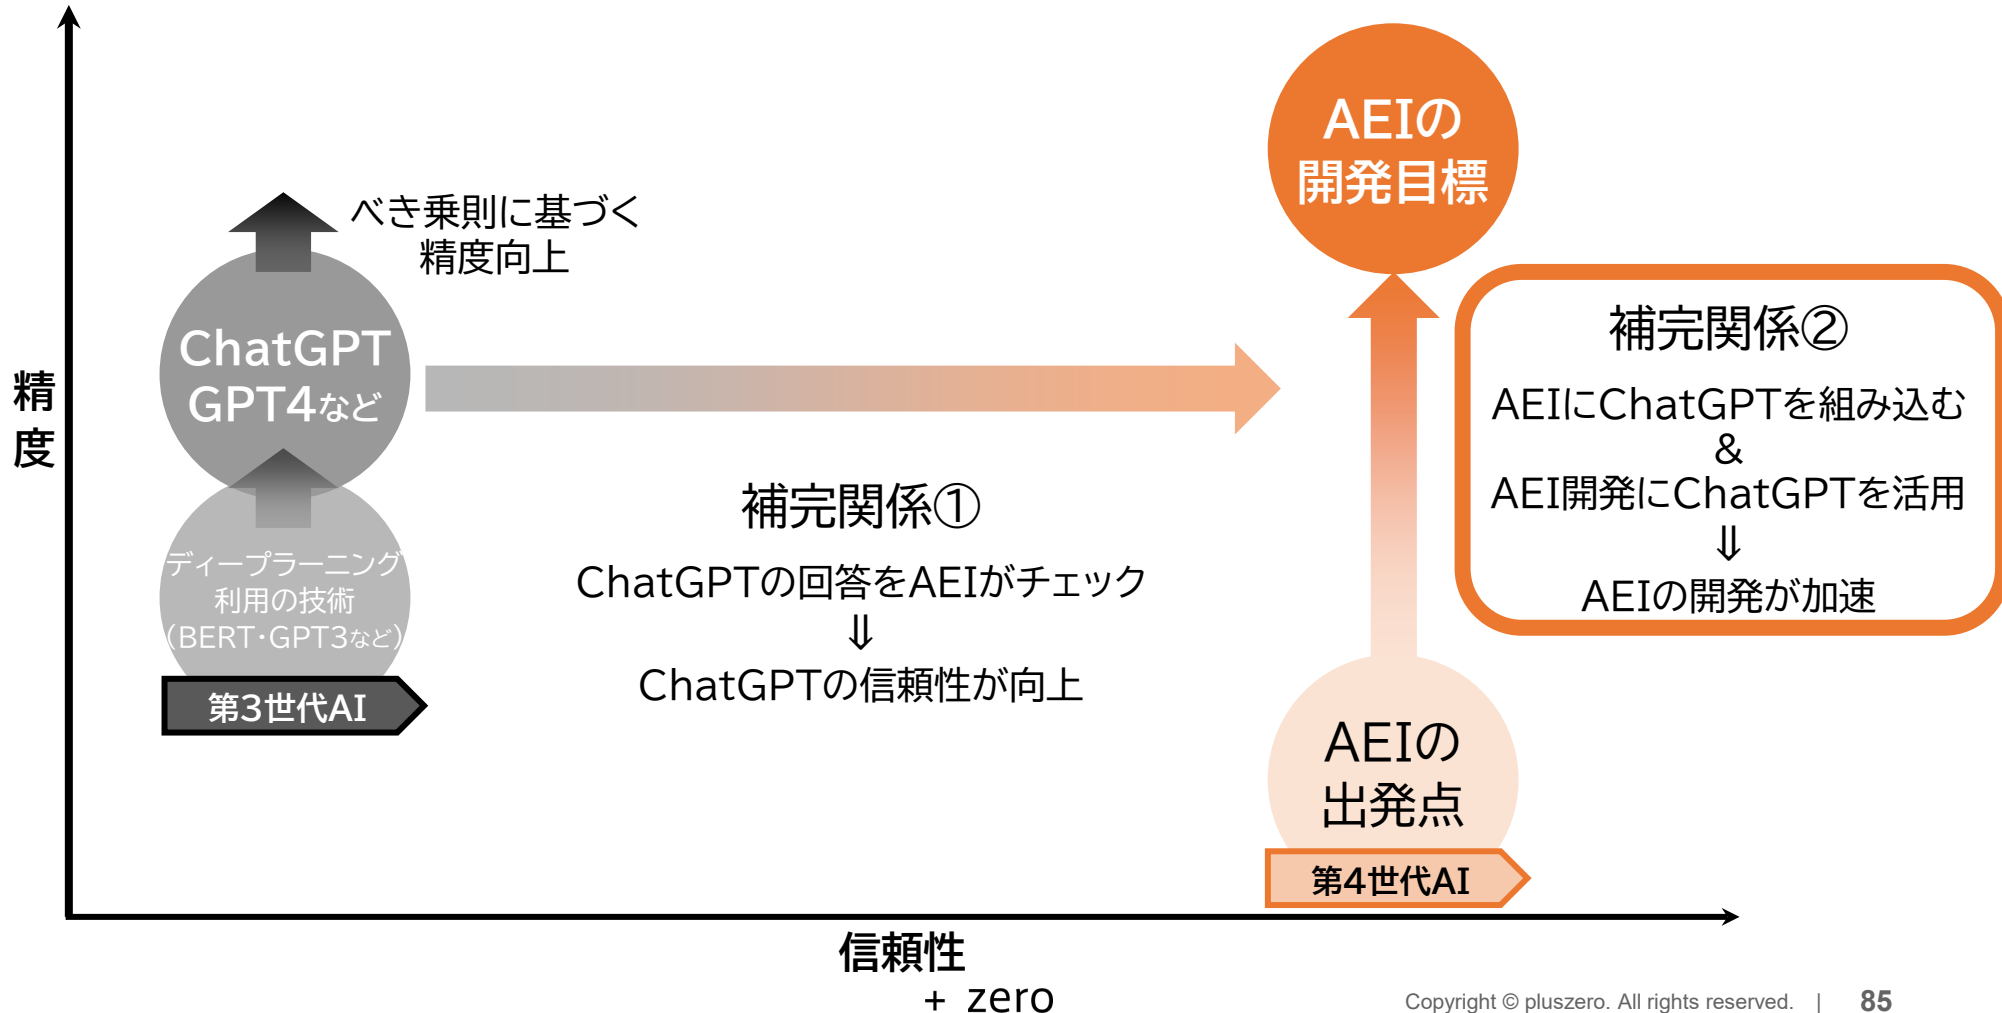 精
度
べき乗則に基づく
精度向上
ChatGPT
GPT4など
ディープラーニング
利用の技術
（BERT・GPT3など）
第3世代AI
補完関係①
ChatGPTの回答をAEIがチェック
⇓
ChatGPTの信頼性が向上
AEIの
開発目標
補完関係②
AEIにChatGPTを組み込む
&
AEI開発にChatGPTを活用
⇓
AEIの開発が加速
AEIの
出発点
第4世代AI
信頼性
+ zero
Copyright © pluszero. All rights reserved. | 85